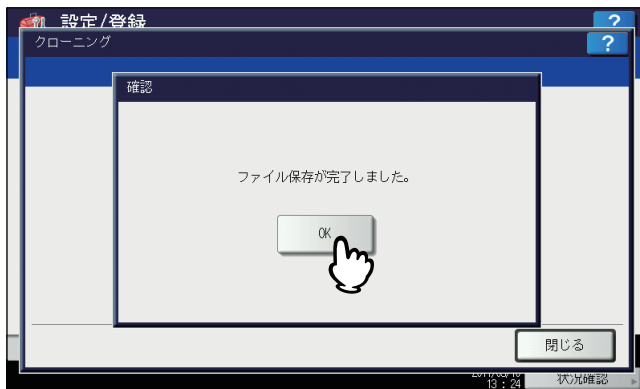 設定/登録
?
クローニング
?
確認
ファイル保存が完了しました。
OK
閉じる
13 : 24
状況確認